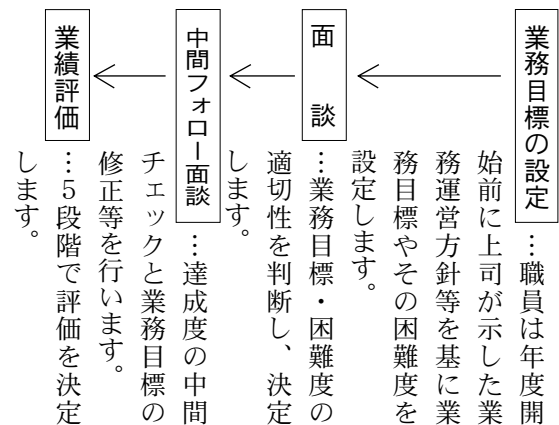 業務目標の設定…職員は年度開
始前に上司が示した業
務運営方針等を基に業
務目標やその困難度を
設定します。
面談…業務目標・困難度の
適切性を判断し、決定
します。
中間フォロー面談…達成度の中間
チェックと業務目標の
修正等を行います。
業績評価…5段階で評価を決定
します。